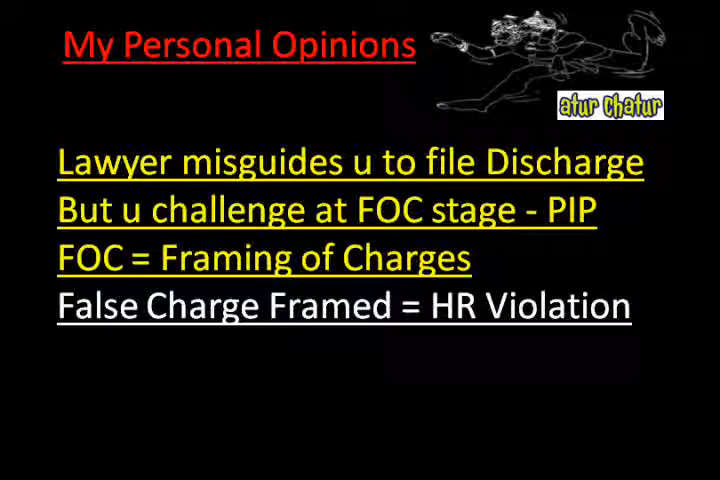 My Personal Opinions
atur chatur
Lawyer misguides u to file Discharge
But u challenge at FOC stage - PIP
FOC = Framing of Charges
False Charge Framed = HR Violation